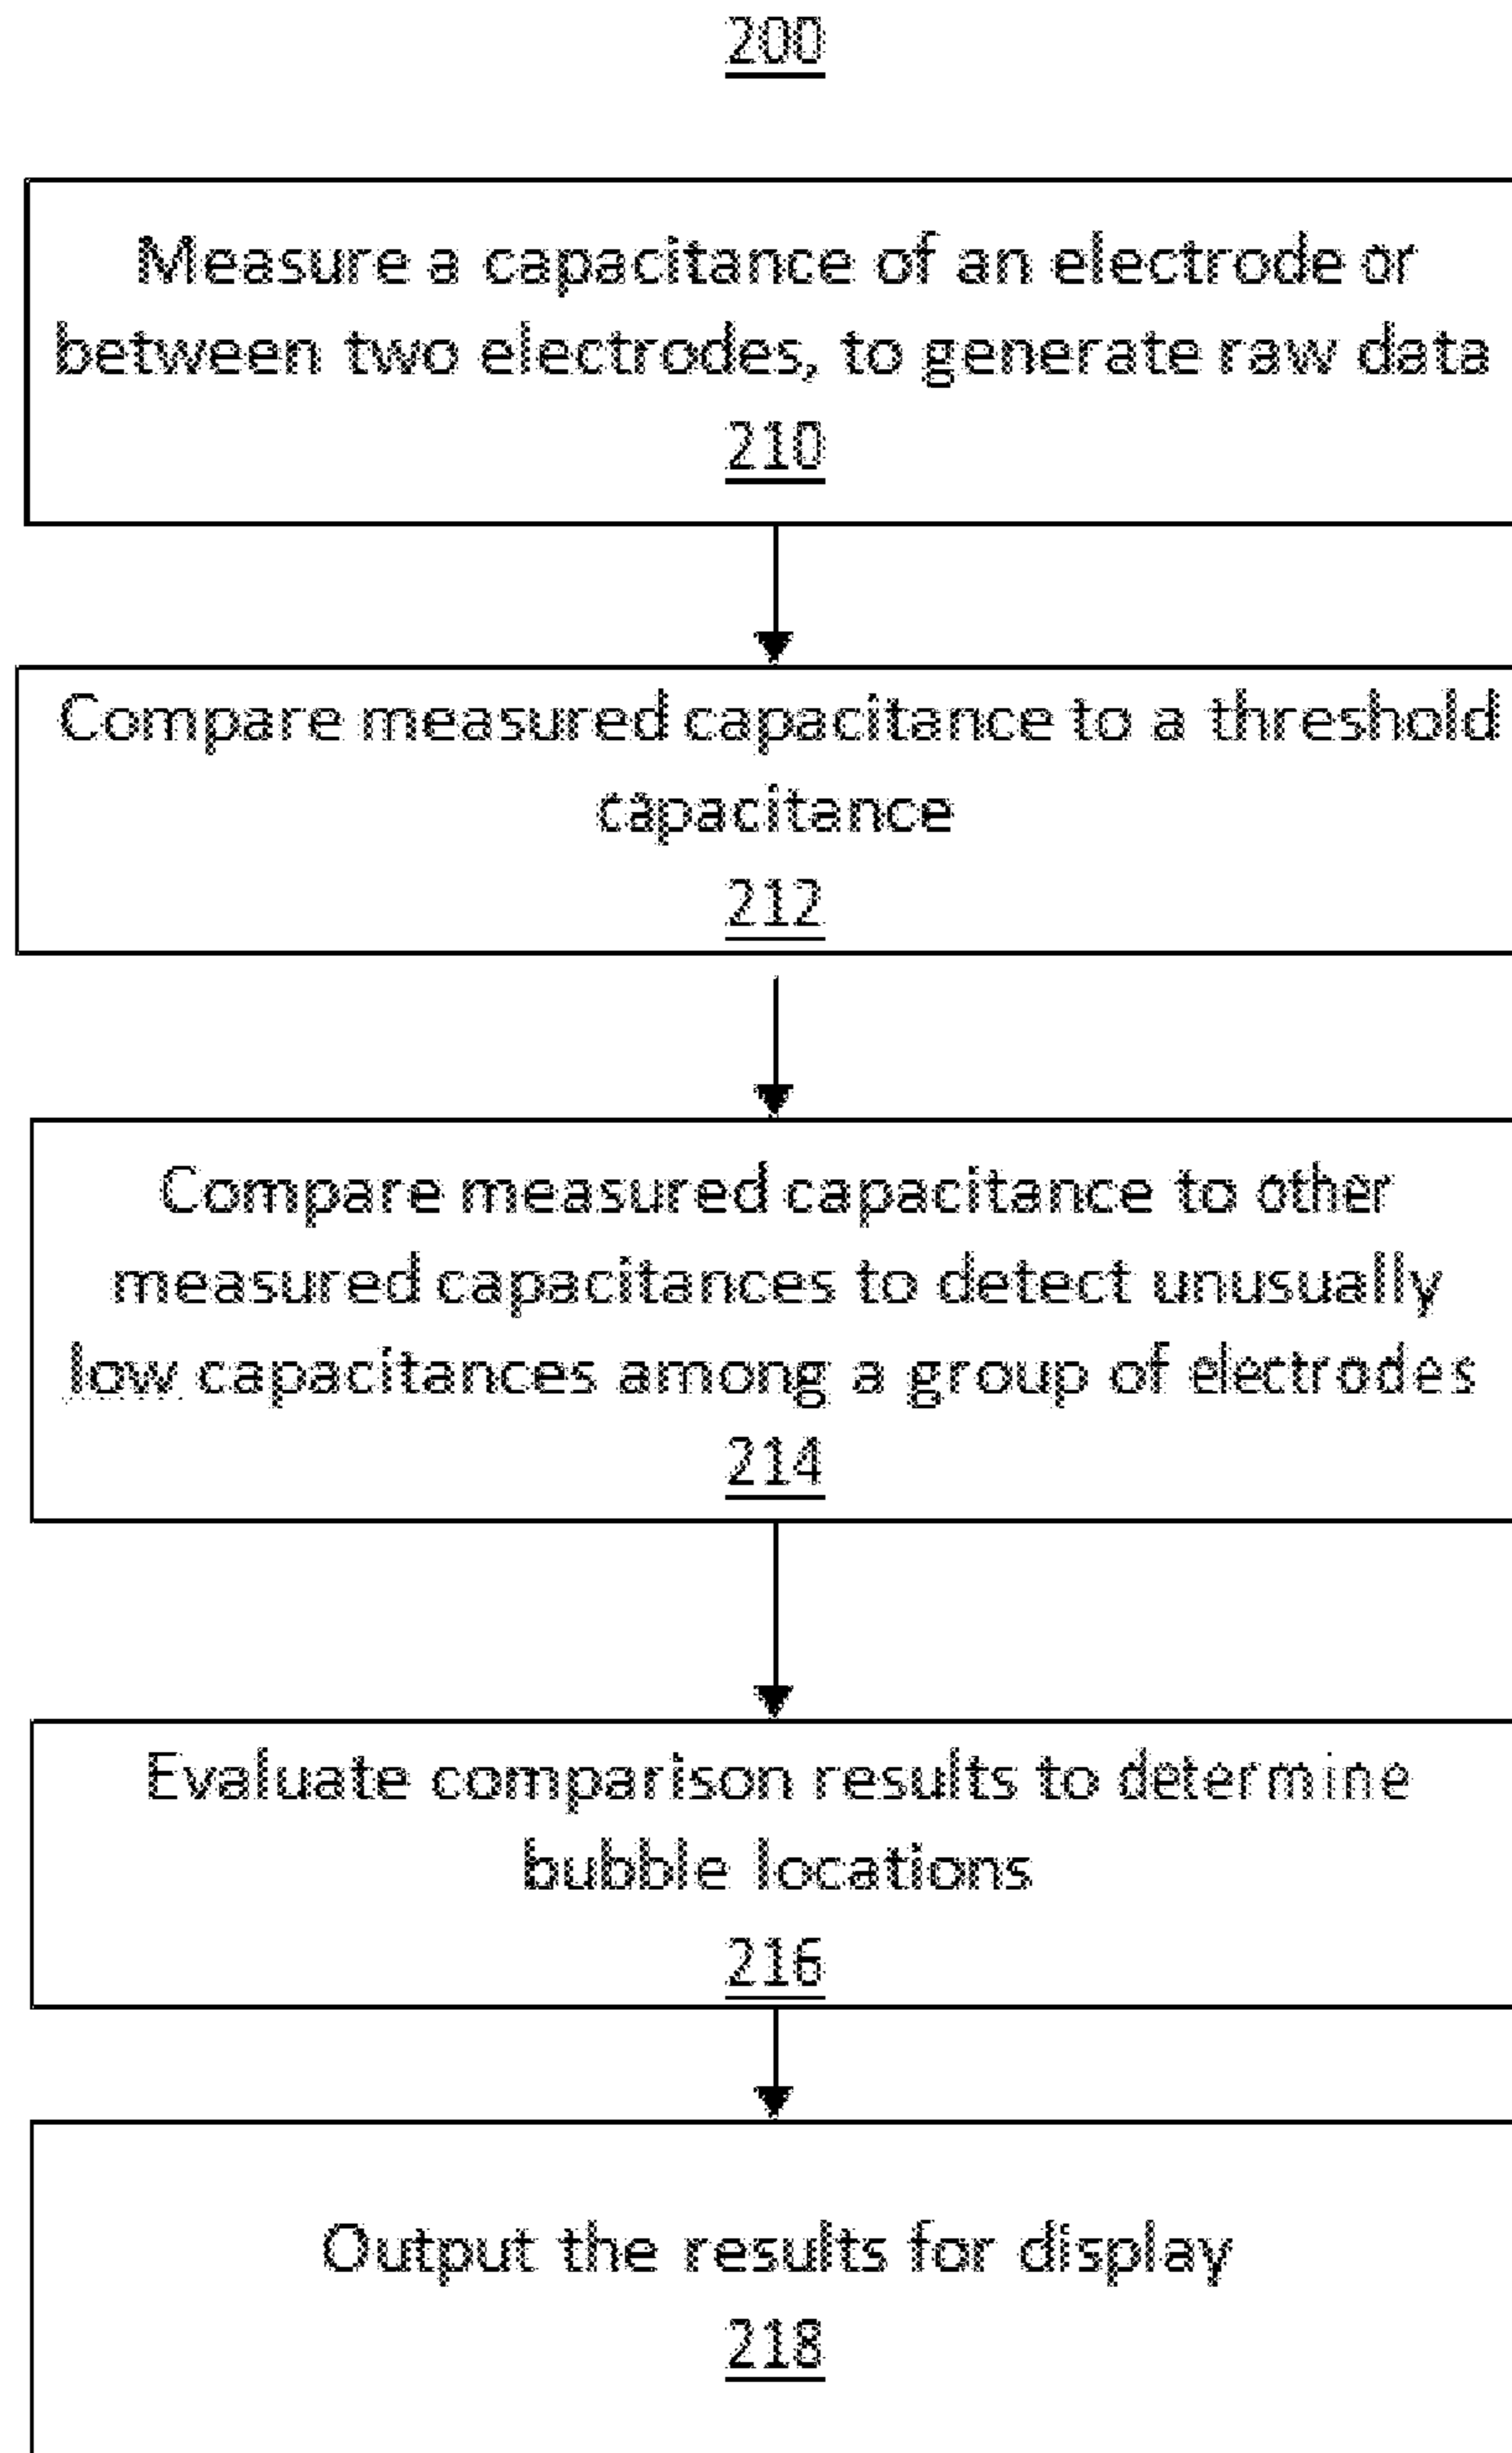 200
Measure a capacitance of an electrode or
between two electrodes, to generate raw data
210
Compare measured capacitance to a threshold
capacitance
212
Compare measured capacitance to other
measured capacitances to detect unusually
low capacitances among a group of electrodes
214
Evaluate comparison results to determine
bubble locations
216
Output the results for display
218